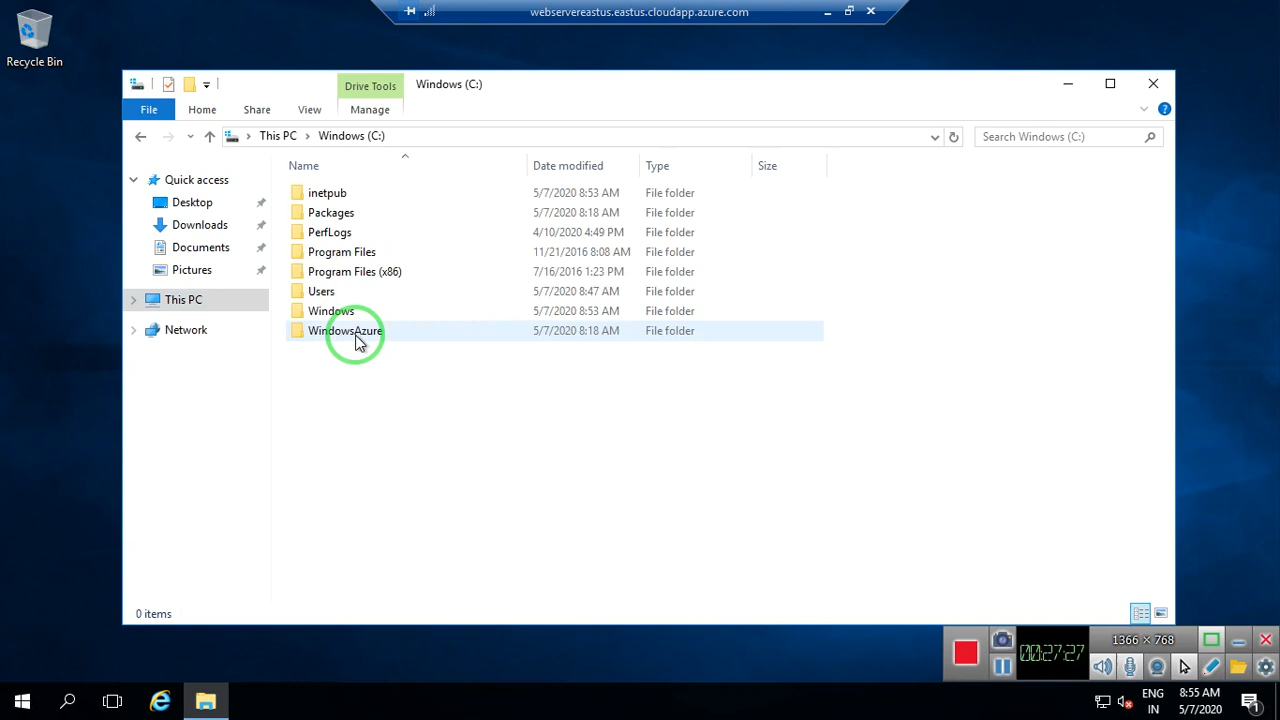 webservereastus.eastus.cloudapp.azure.com
Recycle Bin
Drive Tools
Windows (C:)
File
Home
Share
View
Manage
This PC
Windows (C:)
Search Windows (C:)
Name
Date modified
Type
Size
Quick access
Desktop
Downloads
Documents
Pictures
This PC
Network
inetpub 5/7/2020 8:53 AM File folder
Packages 5/7/2020 8:18 AM File folder
PerfLogs 4/10/2020 4:49 PM File folder
Program Files 11/21/2016 8:08 AM File folder
Program Files (x86) 7/16/2016 1:23 PM File folder
Users 5/7/2020 8:47 AM File folder
Windows 5/7/2020 8:53 AM File folder
WindowsAzure 5/7/2020 8:18 AM File folder
0 items
00:27:27
1366 × 768
ENG
IN
8:55 AM
5/7/2020
1